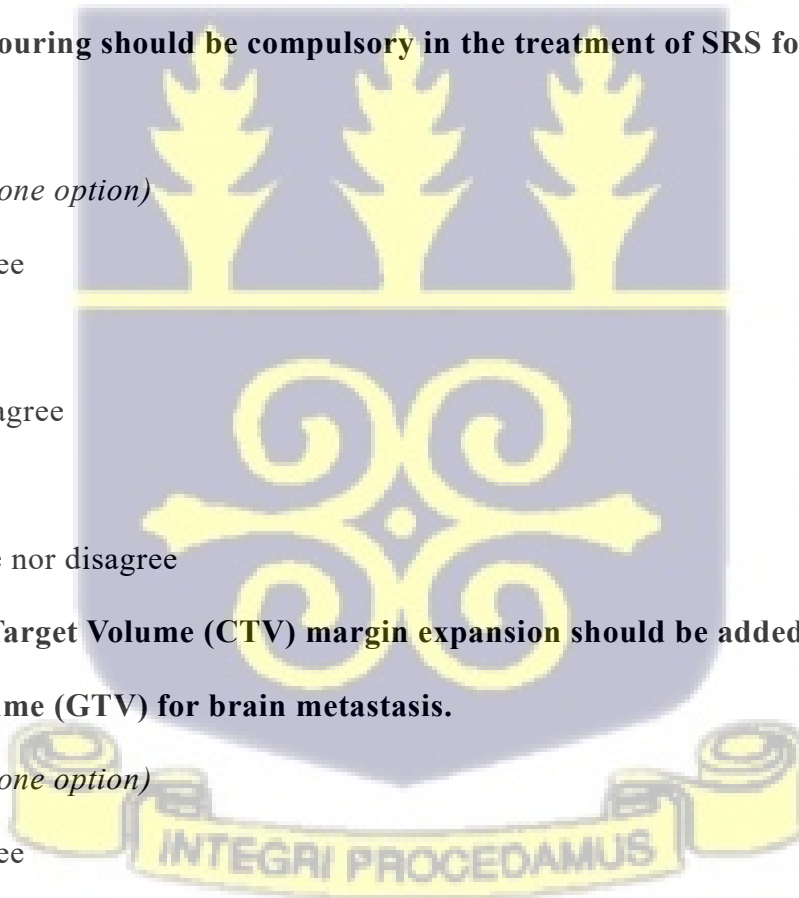 ouring should be compulsory in the treatment of SRS fo
one option)
ee
agree
e nor disagree
Target Volume (CTV) margin expansion should be added
me (GTV) for brain metastasis.
one option)
ee
INTEGRI PROCEDAMUS